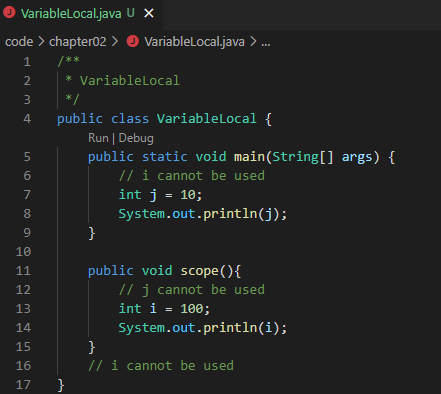 VariableLocal.java U ×
code > chapter02 > VariableLocal.java > ...
1 /**
2  * VariableLocal
3  */
4 public class VariableLocal {
Run | Debug
5     public static void main(String[] args) {
6         // i cannot be used
7         int j = 10;
8         System.out.println(j);
9     }
10
11     public void scope(){
12         // j cannot be used
13         int i = 100;
14         System.out.println(i);
15     }
16     // i cannot be used
17 }